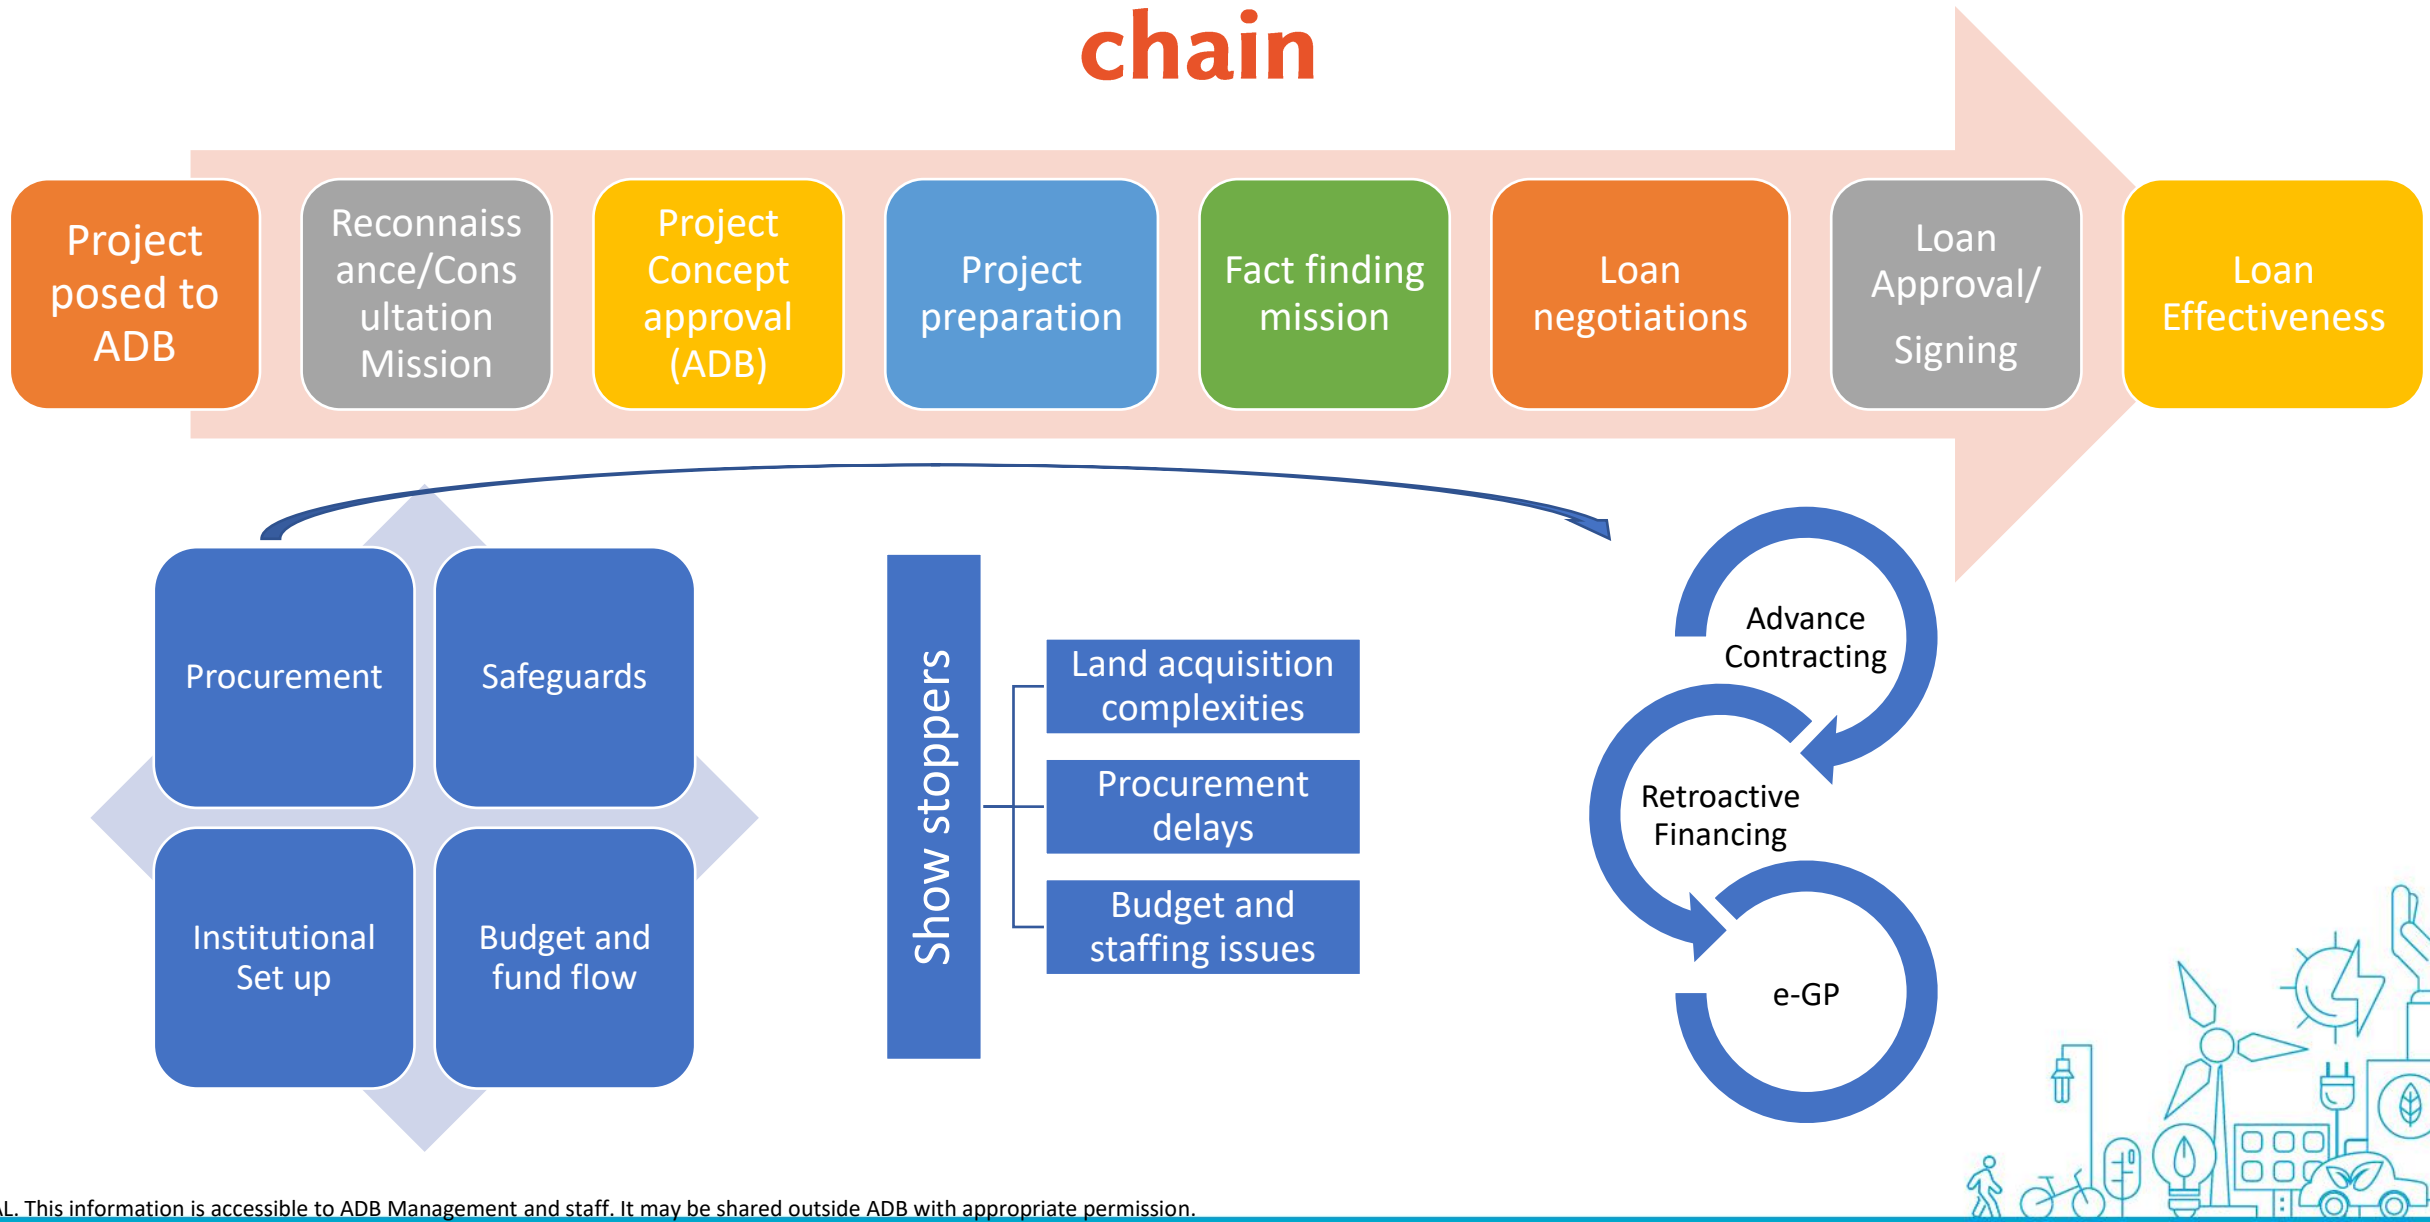 chain
Project
posed to
ADB
Reconnaiss
ance/Cons
ultation
Mission
Project
Concept
approval
(ADB)
Project
preparation
Fact finding
mission
Loan
negotiations
Loan
Approval/
Signing
Loan
Effectiveness
Procurement
Safeguards
Institutional
Set up
Budget and
fund flow
Show stoppers
Land acquisition
complexities
Procurement
delays
Budget and
staffing issues
Advance
Contracting
Retroactive
Financing
e-GP
AL. This information is accessible to ADB Management and staff. It may be shared outside ADB with appropriate permission.